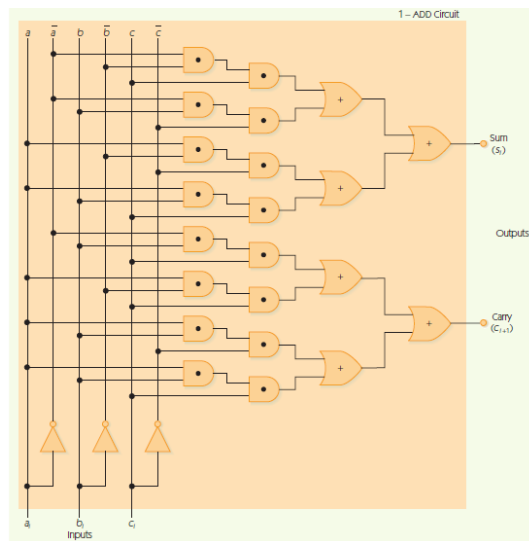 1 – ADD Circuit
a a̅ b b̅ c c̅
Sum
(sᵢ)
Outputs
Carry
(cᵢ₊₁)
aᵢ bᵢ cᵢ
Inputs